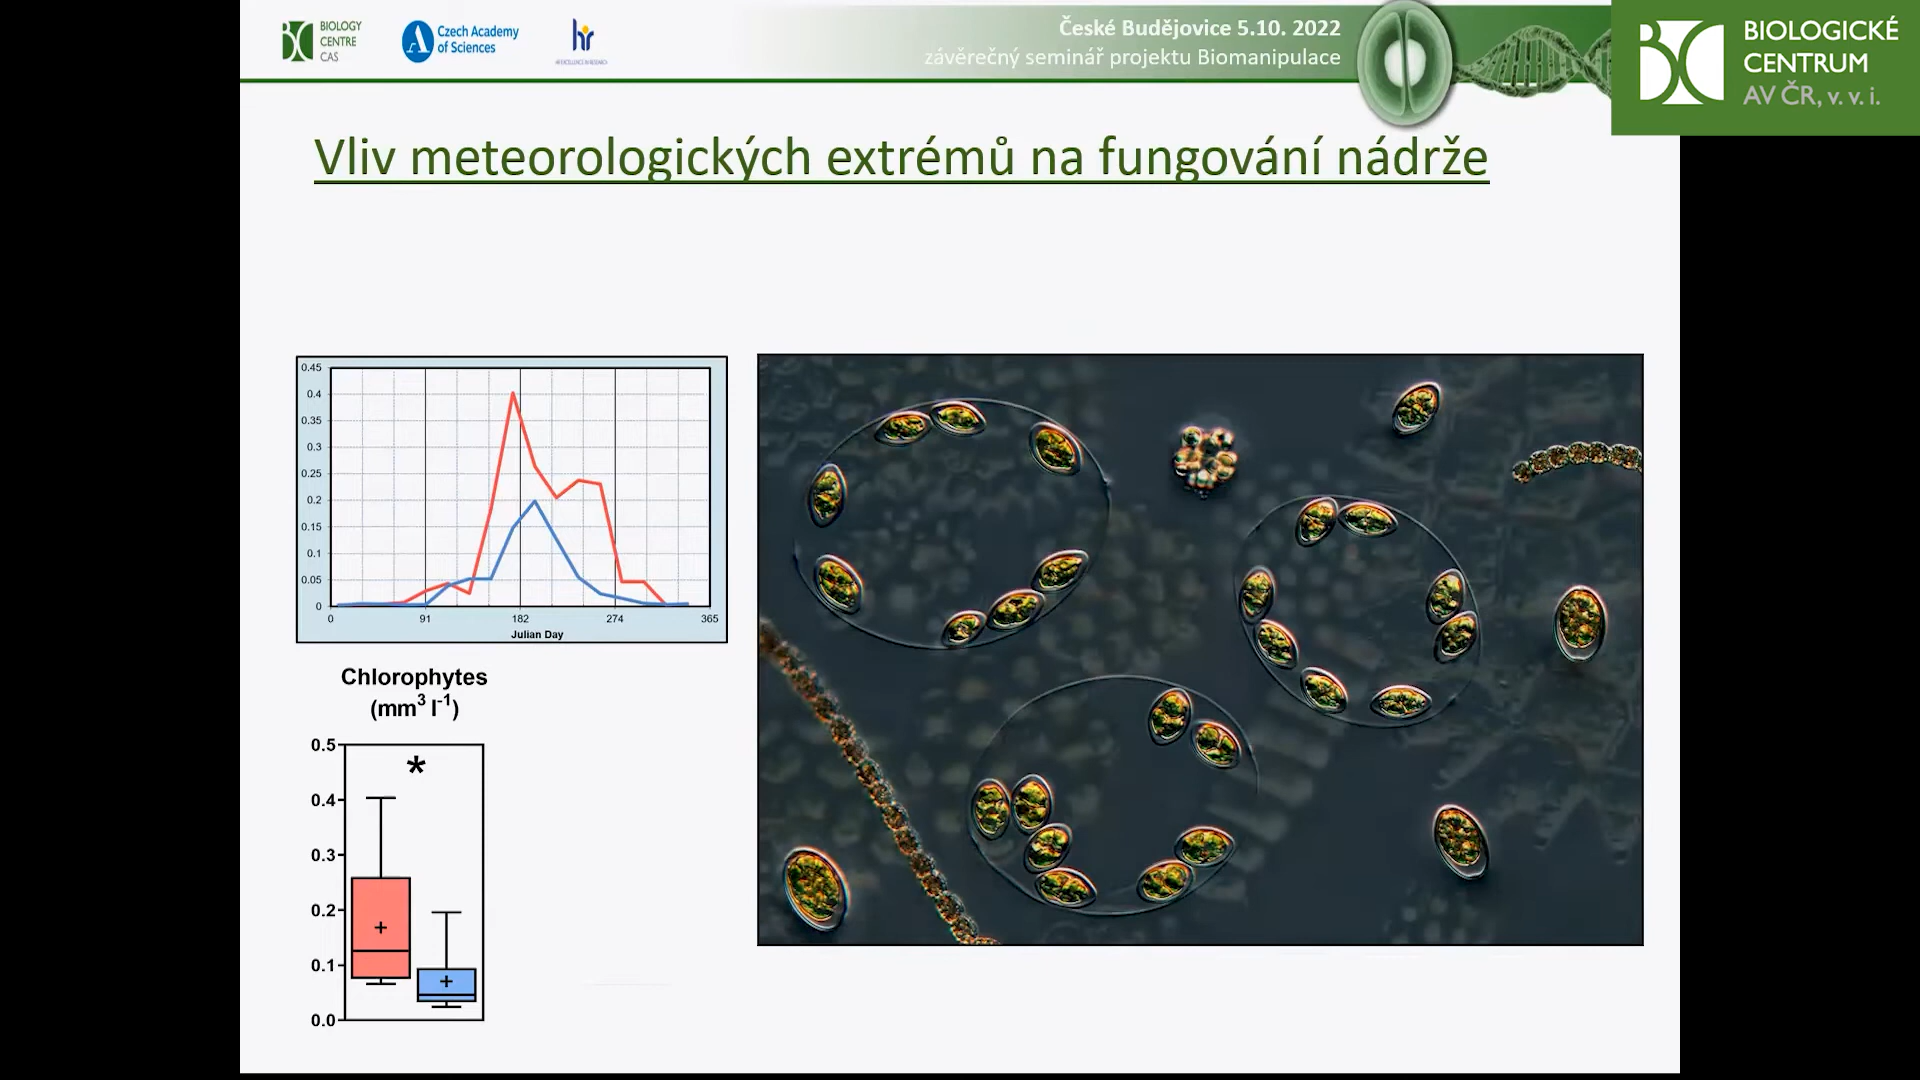 BIOLOGY
CENTRE
CAS
Czech Academy
of Sciences
hr
České Budějovice 5.10. 2022
závěrečný seminář projektu Biomanipulace
BIOLOGICKÉ
CENTRUM
AV ČR, v. v. i.
Vliv meteorologických extrémů na fungování nádrže
0.45
0.4
0.35
0.3
0.25
0.2
0.15
0.1
0.05
0
0 91 182 274 365
Julian Day
Chlorophytes
(mm³ l⁻¹)
0.5
*
0.4
0.3
0.2
0.1
0.0